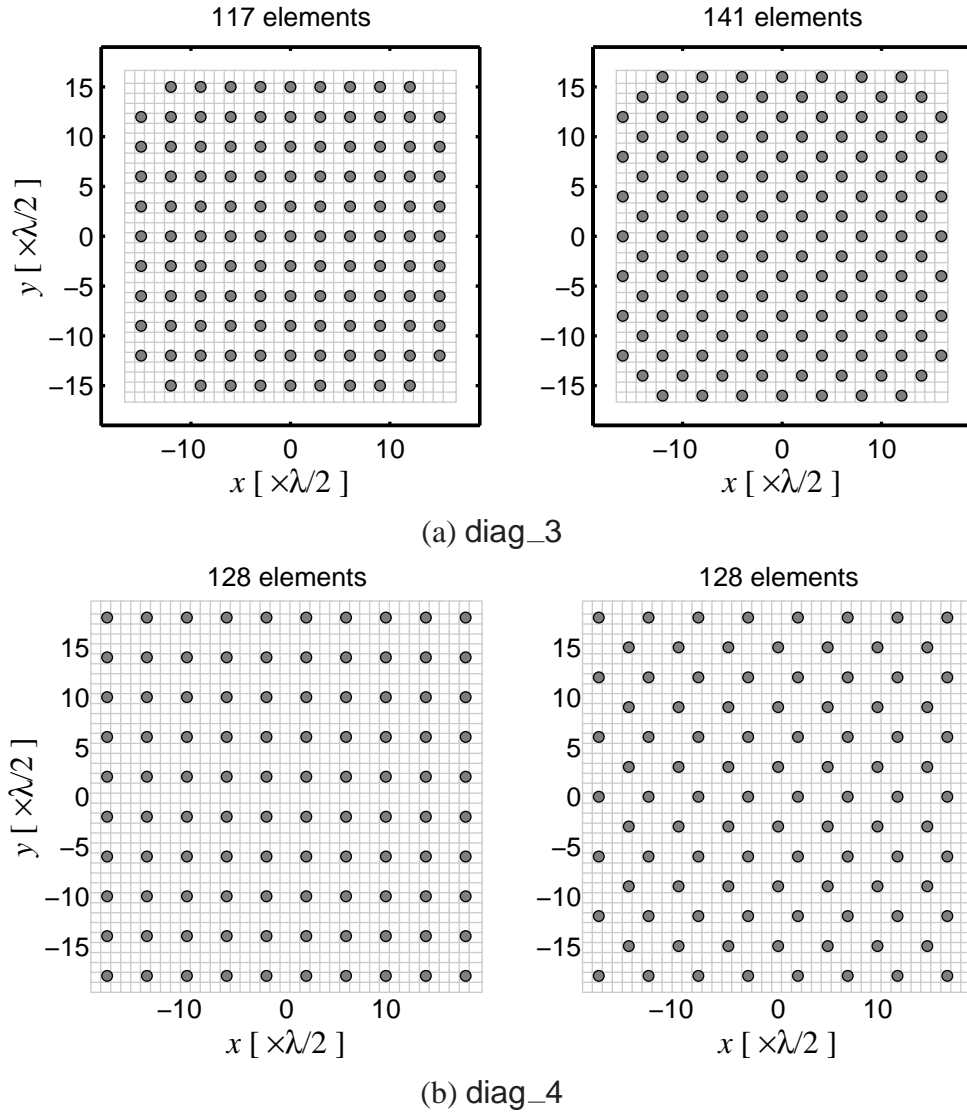 117 elements
141 elements
15
10
5
0
−5
−10
−15
y [ ×λ/2 ]
−10 0 10
x [ ×λ/2 ]
15
10
5
0
−5
−10
−15
−10 0 10
x [ ×λ/2 ]
(a) diag_3
128 elements
128 elements
15
10
5
0
−5
−10
−15
y [ ×λ/2 ]
−10 0 10
x [ ×λ/2 ]
15
10
5
0
−5
−10
−15
−10 0 10
x [ ×λ/2 ]
(b) diag_4